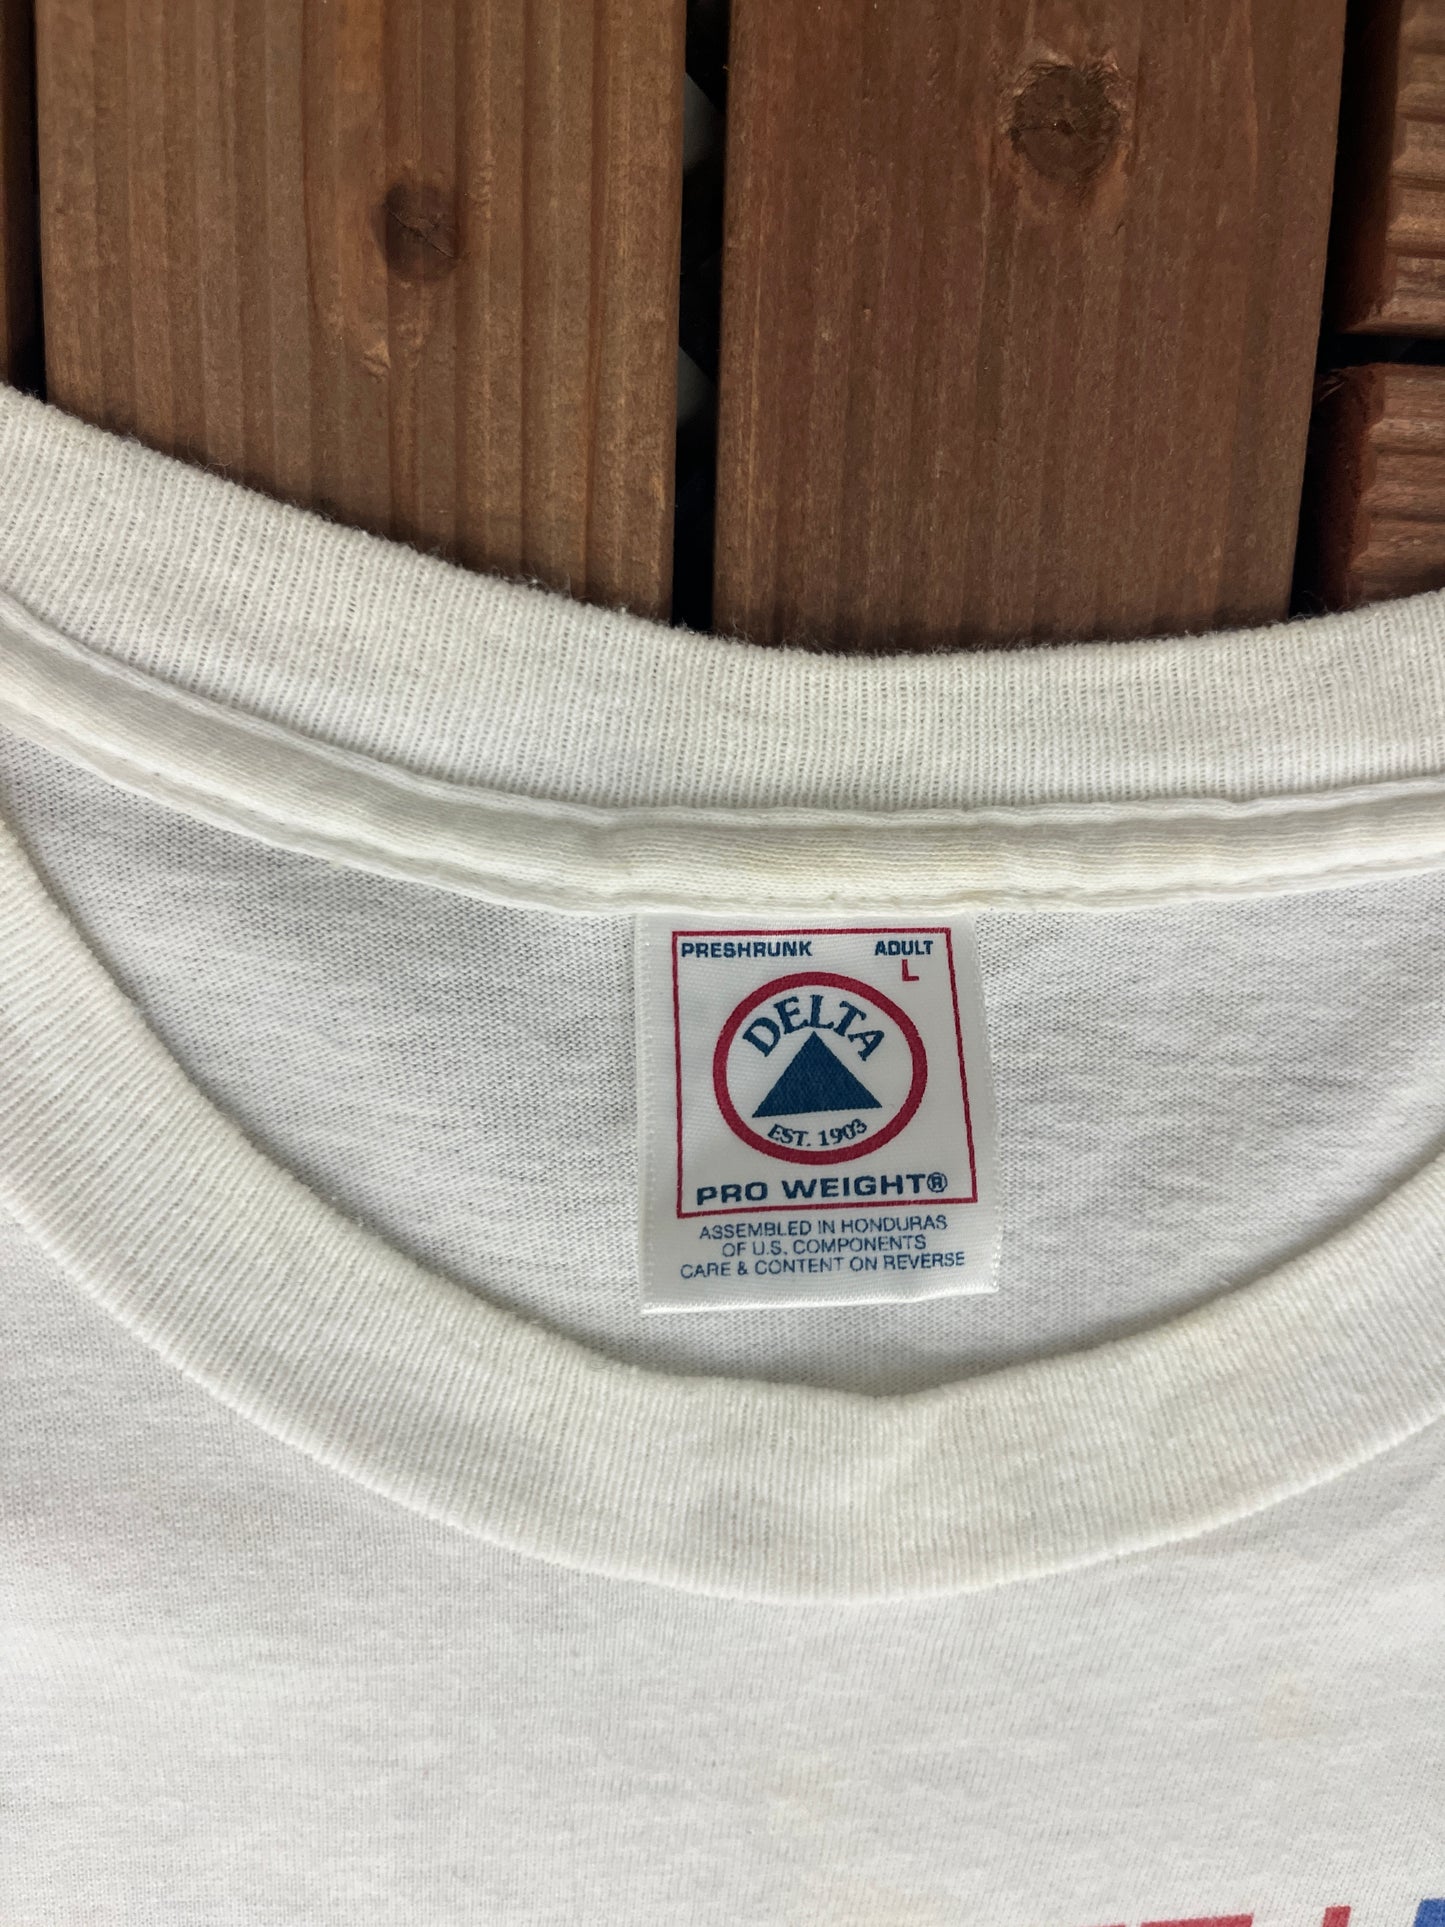 PRESHRUNK ADULT
L
DELTA
EST. 1903
PRO WEIGHT®
ASSEMBLED IN HONDURAS
OF U.S. COMPONENTS
CARE & CONTENT ON REVERSE